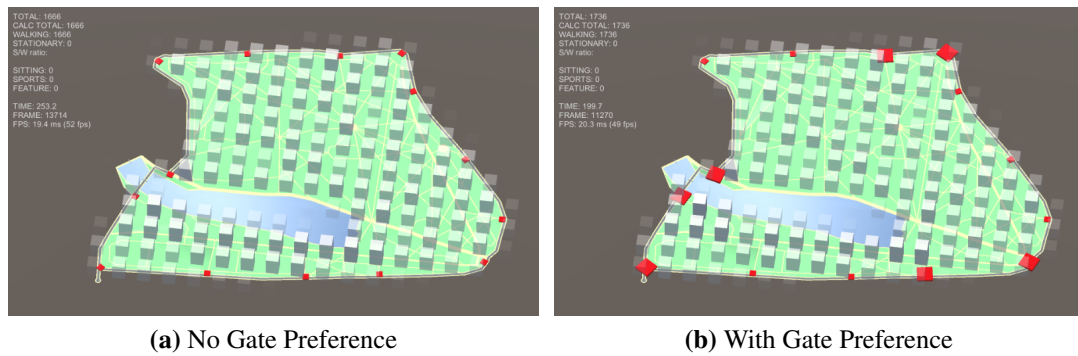 TOTAL: 1666
CALC TOTAL: 1666
WALKING: 1666
STATIONARY: 0
S/W ratio:
SITTING: 0
SPORTS: 0
FEATURE: 0
TIME: 253.2
FRAME: 13714
FPS: 19.4 ms (52 fps)
(a) No Gate Preference
TOTAL: 1736
CALC TOTAL: 1736
WALKING: 1736
STATIONARY: 0
S/W ratio:
SITTING: 0
SPORTS: 0
FEATURE: 0
TIME: 199.7
FRAME: 11270
FPS: 20.3 ms (49 fps)
(b) With Gate Preference